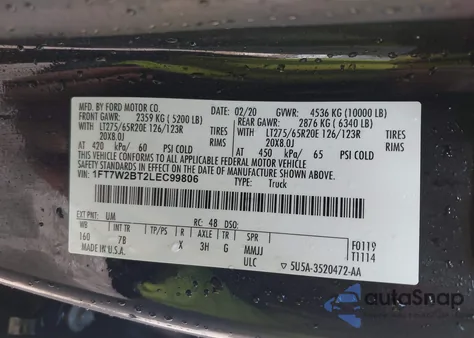 MFD. BY FORD MOTOR CO.
02/20 GVWR: 4536 KG (10000 LB)
FRONT GAWR: 2359 KG ( 5200 LB) REAR GAWR: 2876 KG ( 6340 LB)
LT275/65R20E 126/123R TIRES LT275/65R20E 126/123R TIRES
20X8.0J RIMS 20X8.0J RIMS
AT 420 kPa/ 60 PSI COLD AT 450 kPa/ 65 PSI COLD
THIS VEHICLE CONFORMS TO ALL APPLICABLE FEDERAL MOTOR VEHICLE
SAFETY STANDARDS IN EFFECT ON THE DATE OF MANUFACTURE SHOWN ABOVE.
VIN: 1FT7W2BT2LEC99806 TYPE: Truck
EXT PNT: UM RC: 48 DSO:
WB TP/PS R AXLE TR SPR
160 7B X 3H G MMJJ F0119
MADE IN U.S.A. ULC T1114
▽ 5U5A-3520472-AA
autoSnap